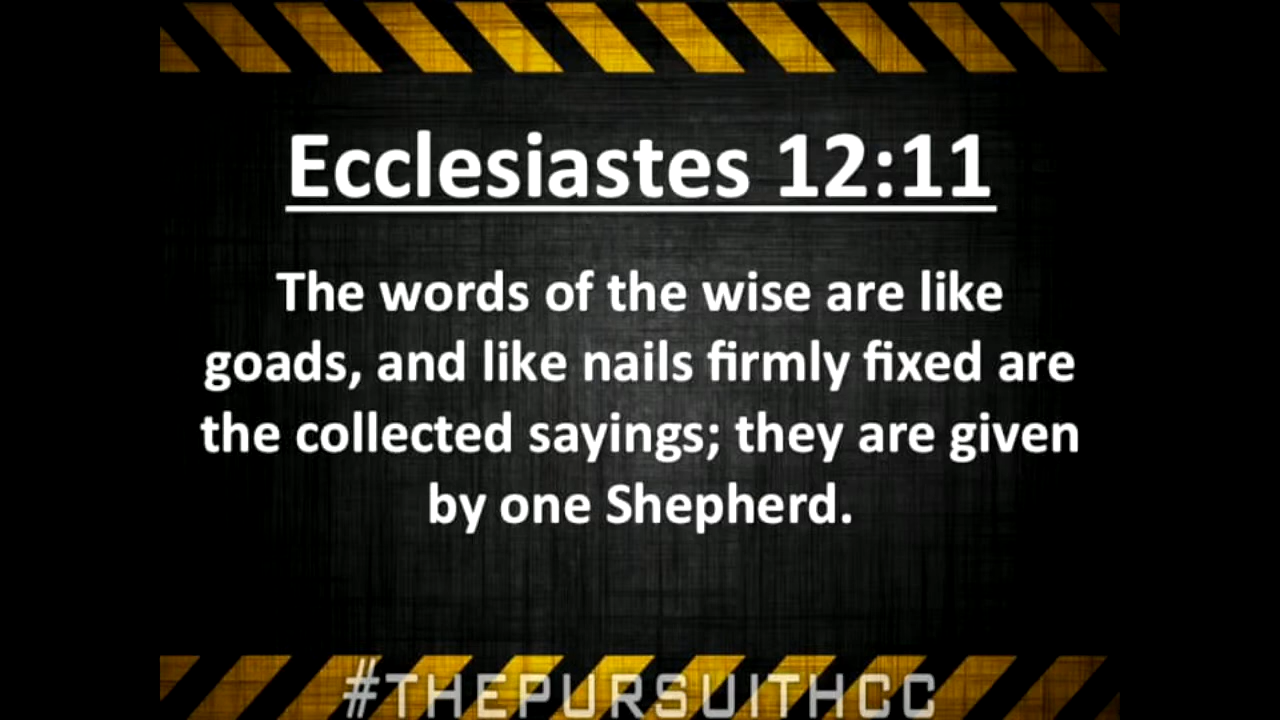 Ecclesiastes 12:11
The words of the wise are like
goads, and like nails firmly fixed are
the collected sayings; they are given
by one Shepherd.
#THEPURSUITHCC